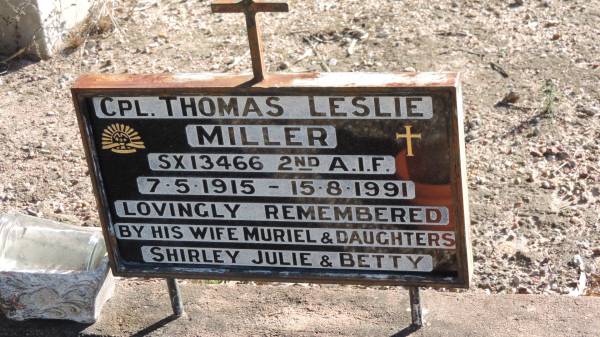 CPL. THOMAS LESLIE
MILLER
SX13466 2ND A.I.F.
7·5·1915 - 15·8·1991
LOVINGLY REMEMBERED
BY HIS WIFE MURIEL & DAUGHTERS
SHIRLEY JULIE & BETTY